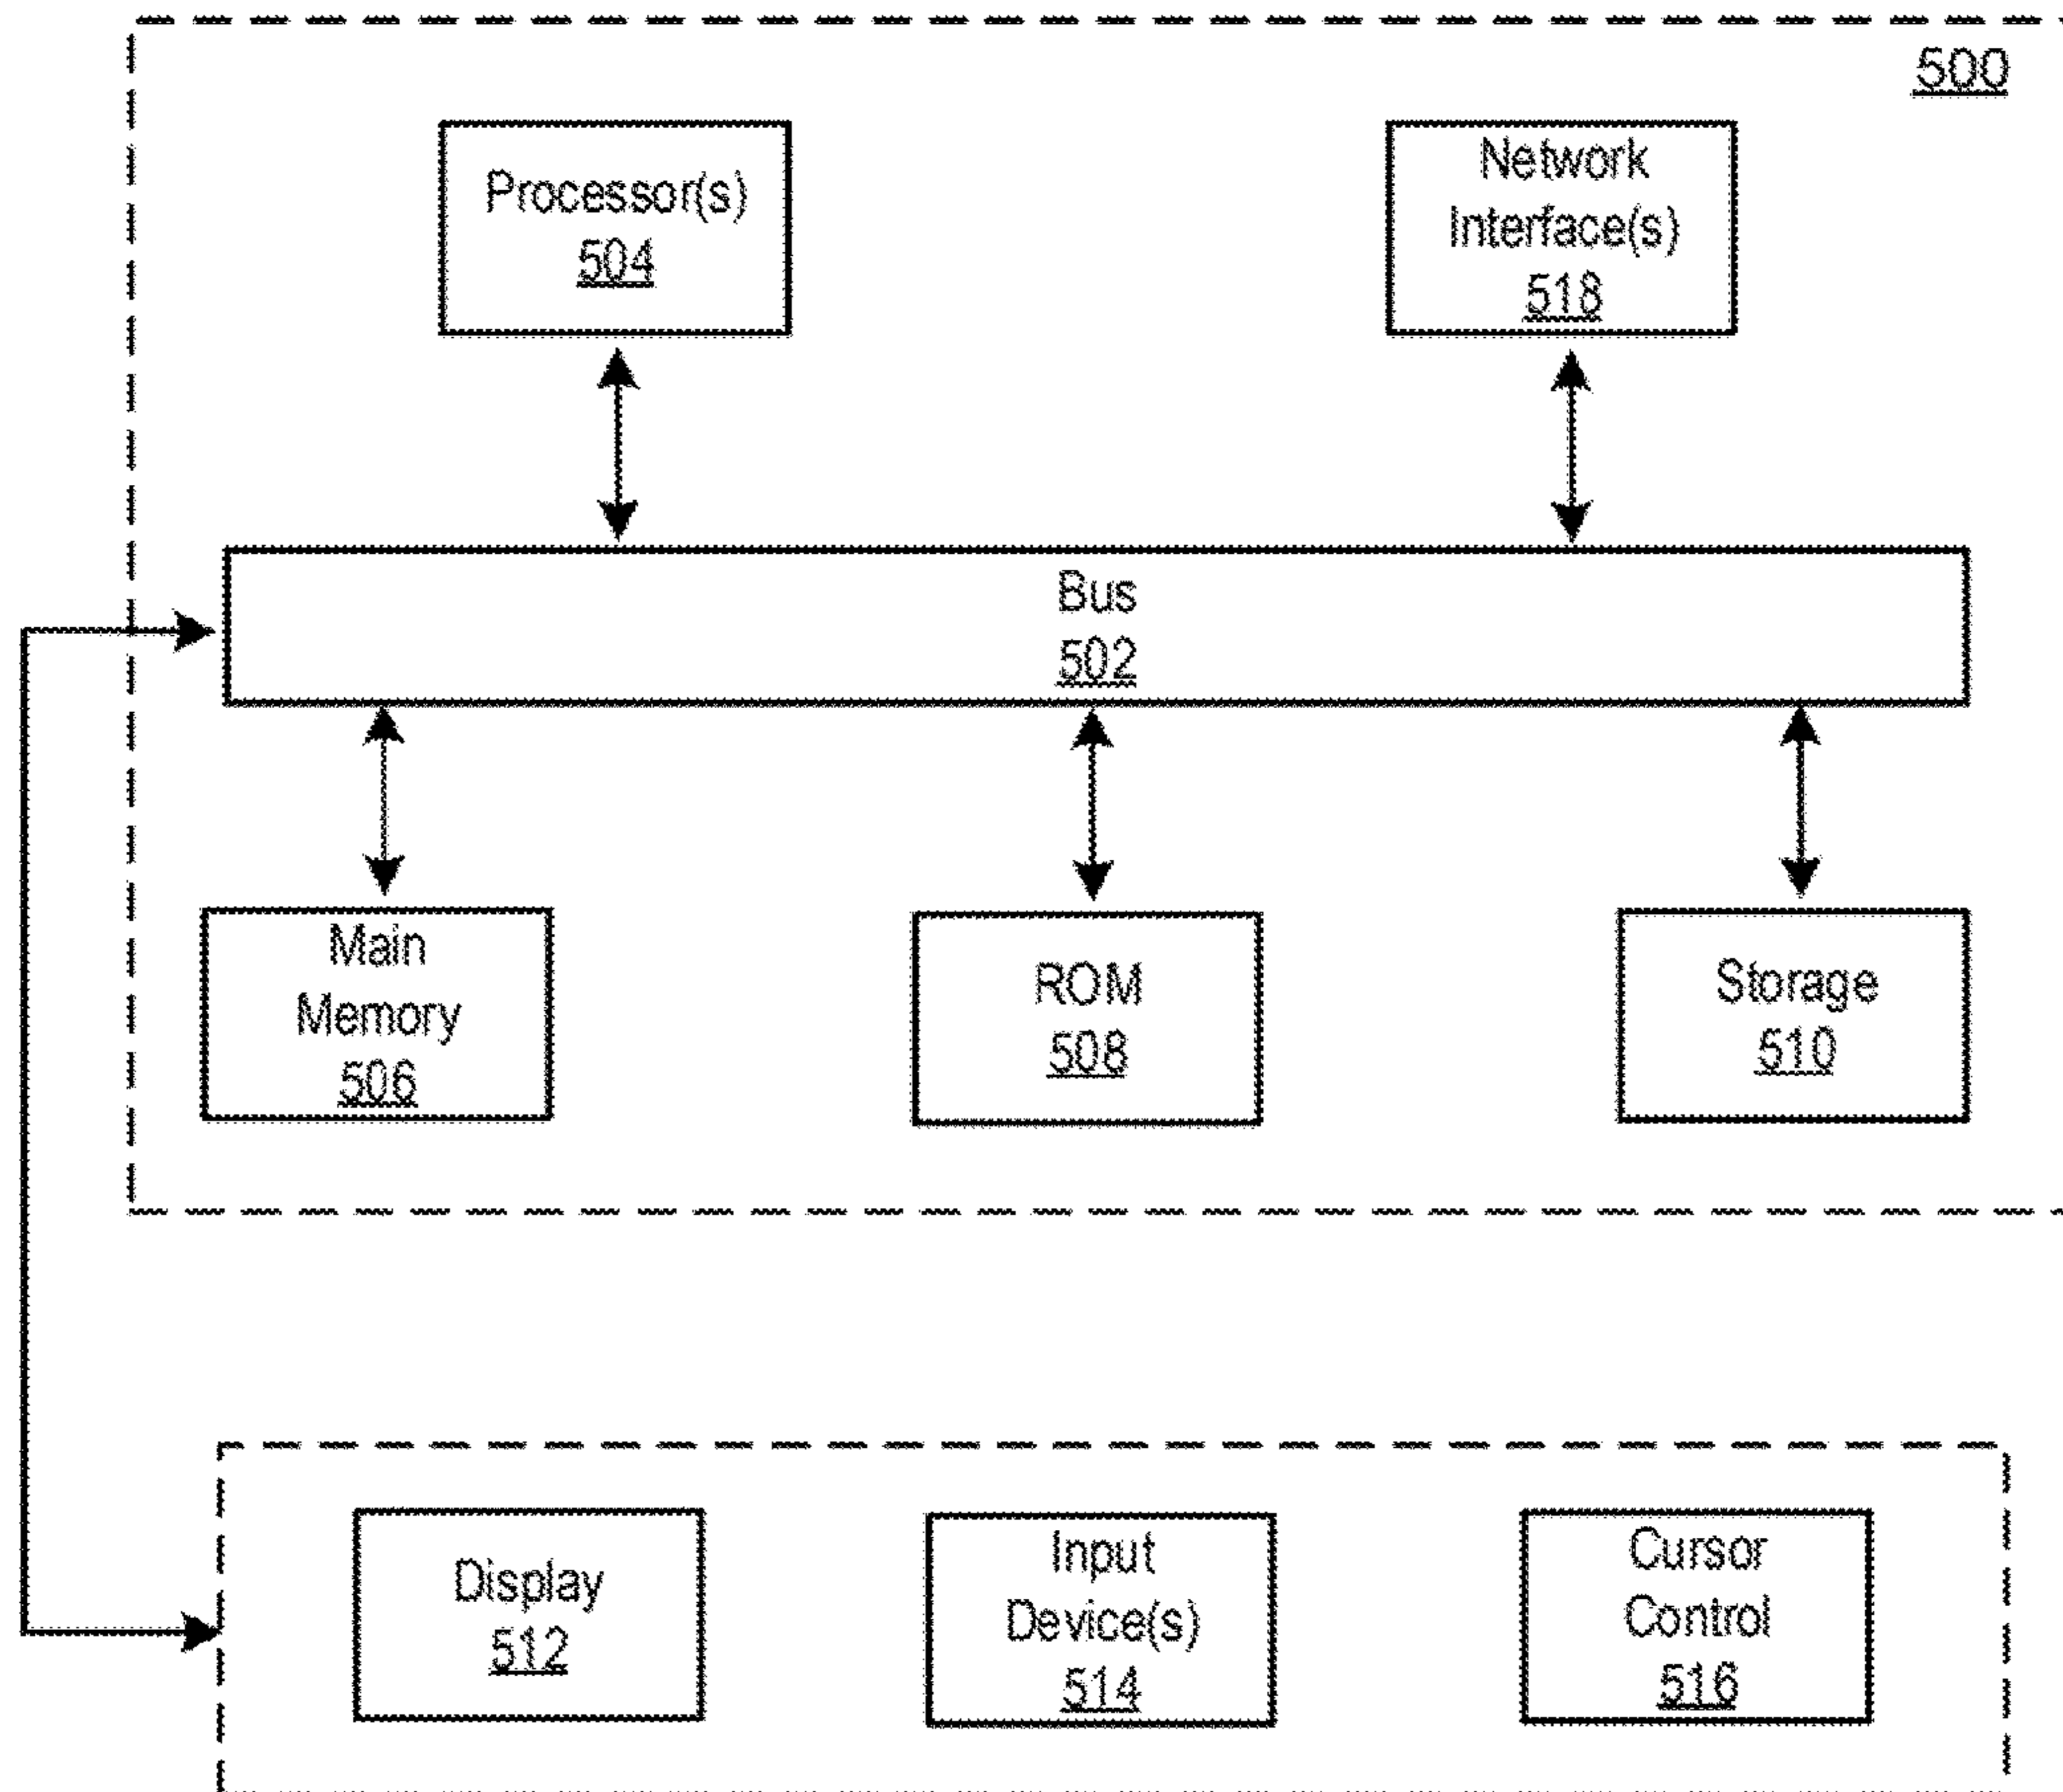 500
Processor(s)
504
Network
Interface(s)
518
Bus
502
Main
Memory
506
ROM
508
Storage
510
Display
512
Input
Device(s)
514
Cursor
Control
516